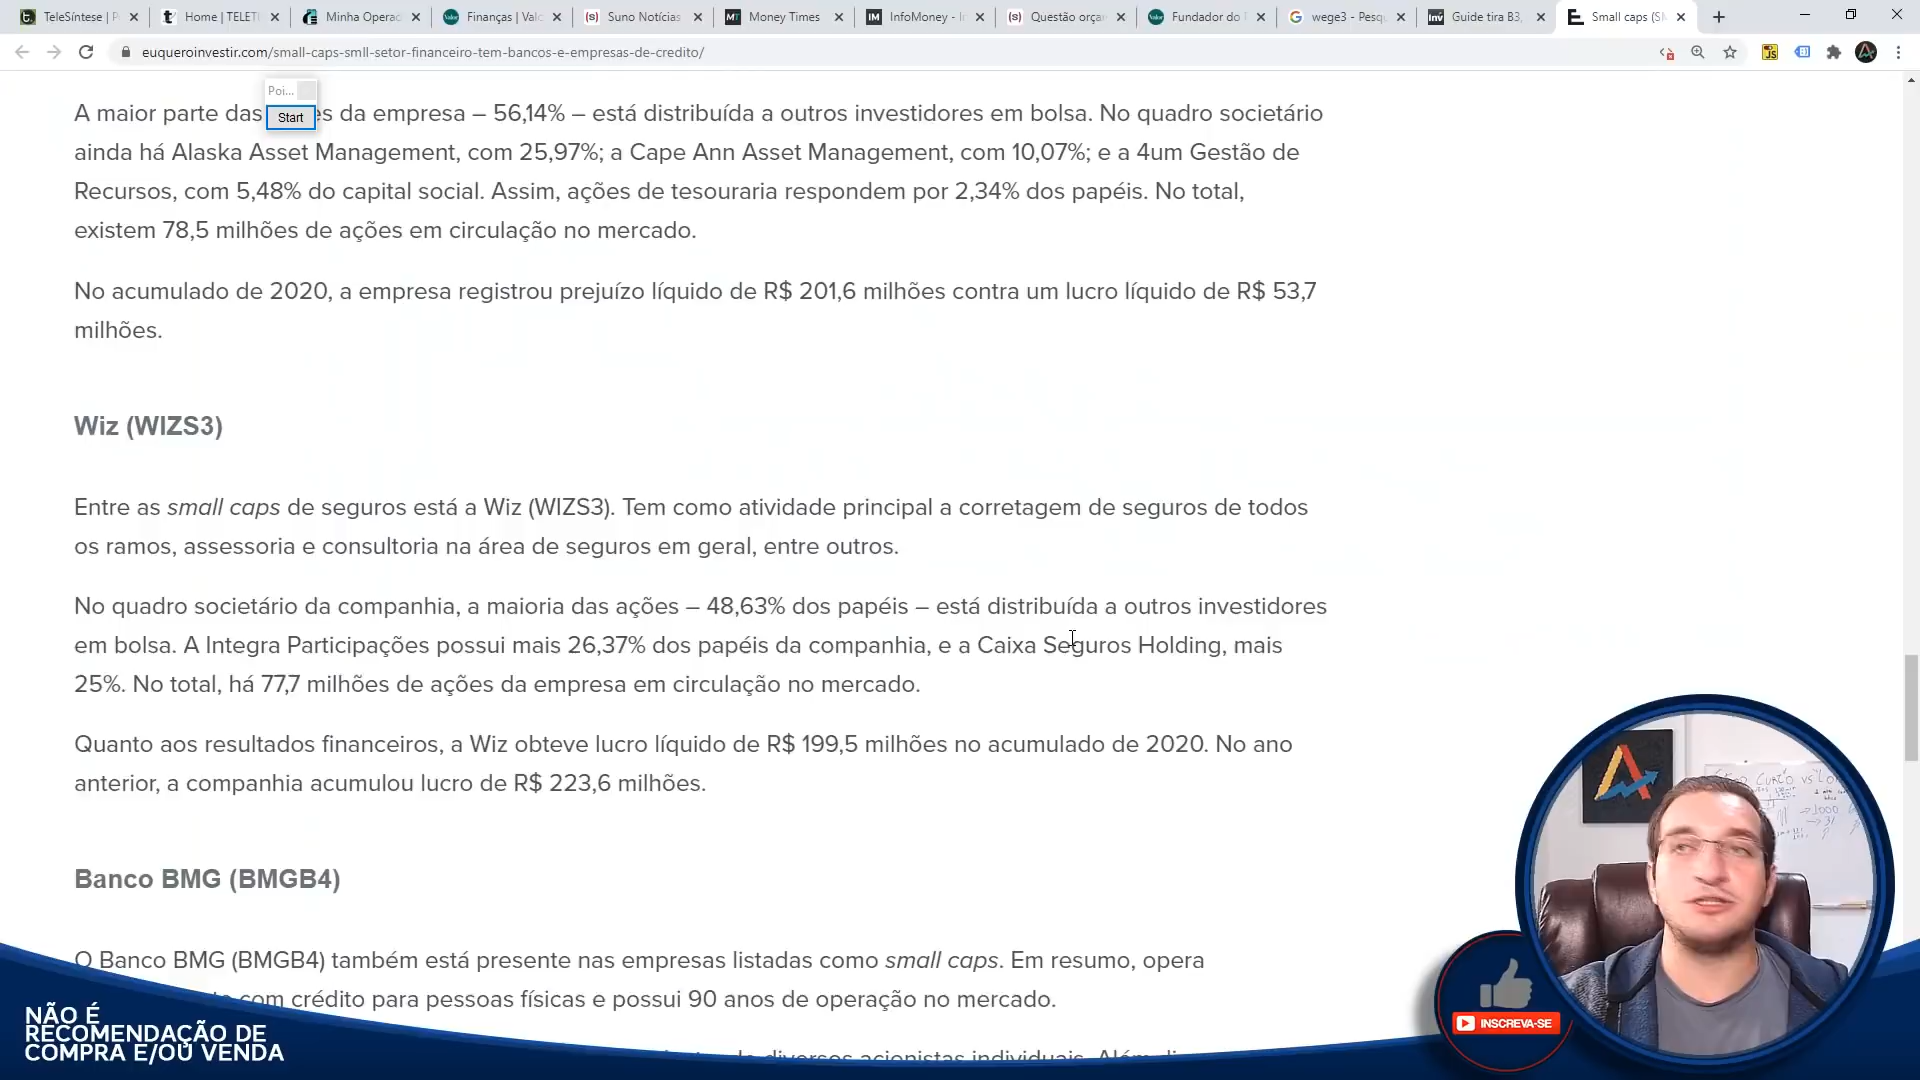 TeleSíntese | P
Home | TELETI
Minha Operac
Finanças | Valo
Suno Notícias
Money Times
InfoMoney - I
Questão orça
Fundador do
wege3 - Pesq
Guide tira B3,
Small caps (SM
euqueroinvestir.com/small-caps-smll-setor-financeiro-tem-bancos-e-empresas-de-credito/
Poi...
Start
A maior parte das s da empresa – 56,14% – está distribuída a outros investidores em bolsa. No quadro societário
ainda há Alaska Asset Management, com 25,97%; a Cape Ann Asset Management, com 10,07%; e a 4um Gestão de
Recursos, com 5,48% do capital social. Assim, ações de tesouraria respondem por 2,34% dos papéis. No total,
existem 78,5 milhões de ações em circulação no mercado.
No acumulado de 2020, a empresa registrou prejuízo líquido de R$ 201,6 milhões contra um lucro líquido de R$ 53,7
milhões.
Wiz (WIZS3)
Entre as small caps de seguros está a Wiz (WIZS3). Tem como atividade principal a corretagem de seguros de todos
os ramos, assessoria e consultoria na área de seguros em geral, entre outros.
No quadro societário da companhia, a maioria das ações – 48,63% dos papéis – está distribuída a outros investidores
em bolsa. A Integra Participações possui mais 26,37% dos papéis da companhia, e a Caixa Seguros Holding, mais
25%. No total, há 77,7 milhões de ações da empresa em circulação no mercado.
Quanto aos resultados financeiros, a Wiz obteve lucro líquido de R$ 199,5 milhões no acumulado de 2020. No ano
anterior, a companhia acumulou lucro de R$ 223,6 milhões.
Banco BMG (BMGB4)
O Banco BMG (BMGB4) também está presente nas empresas listadas como small caps. Em resumo, opera
com crédito para pessoas físicas e possui 90 anos de operação no mercado.
de diversos acionistas individuais.
NÃO É
RECOMENDAÇÃO DE
COMPRA E/OU VENDA
INSCREVA-SE